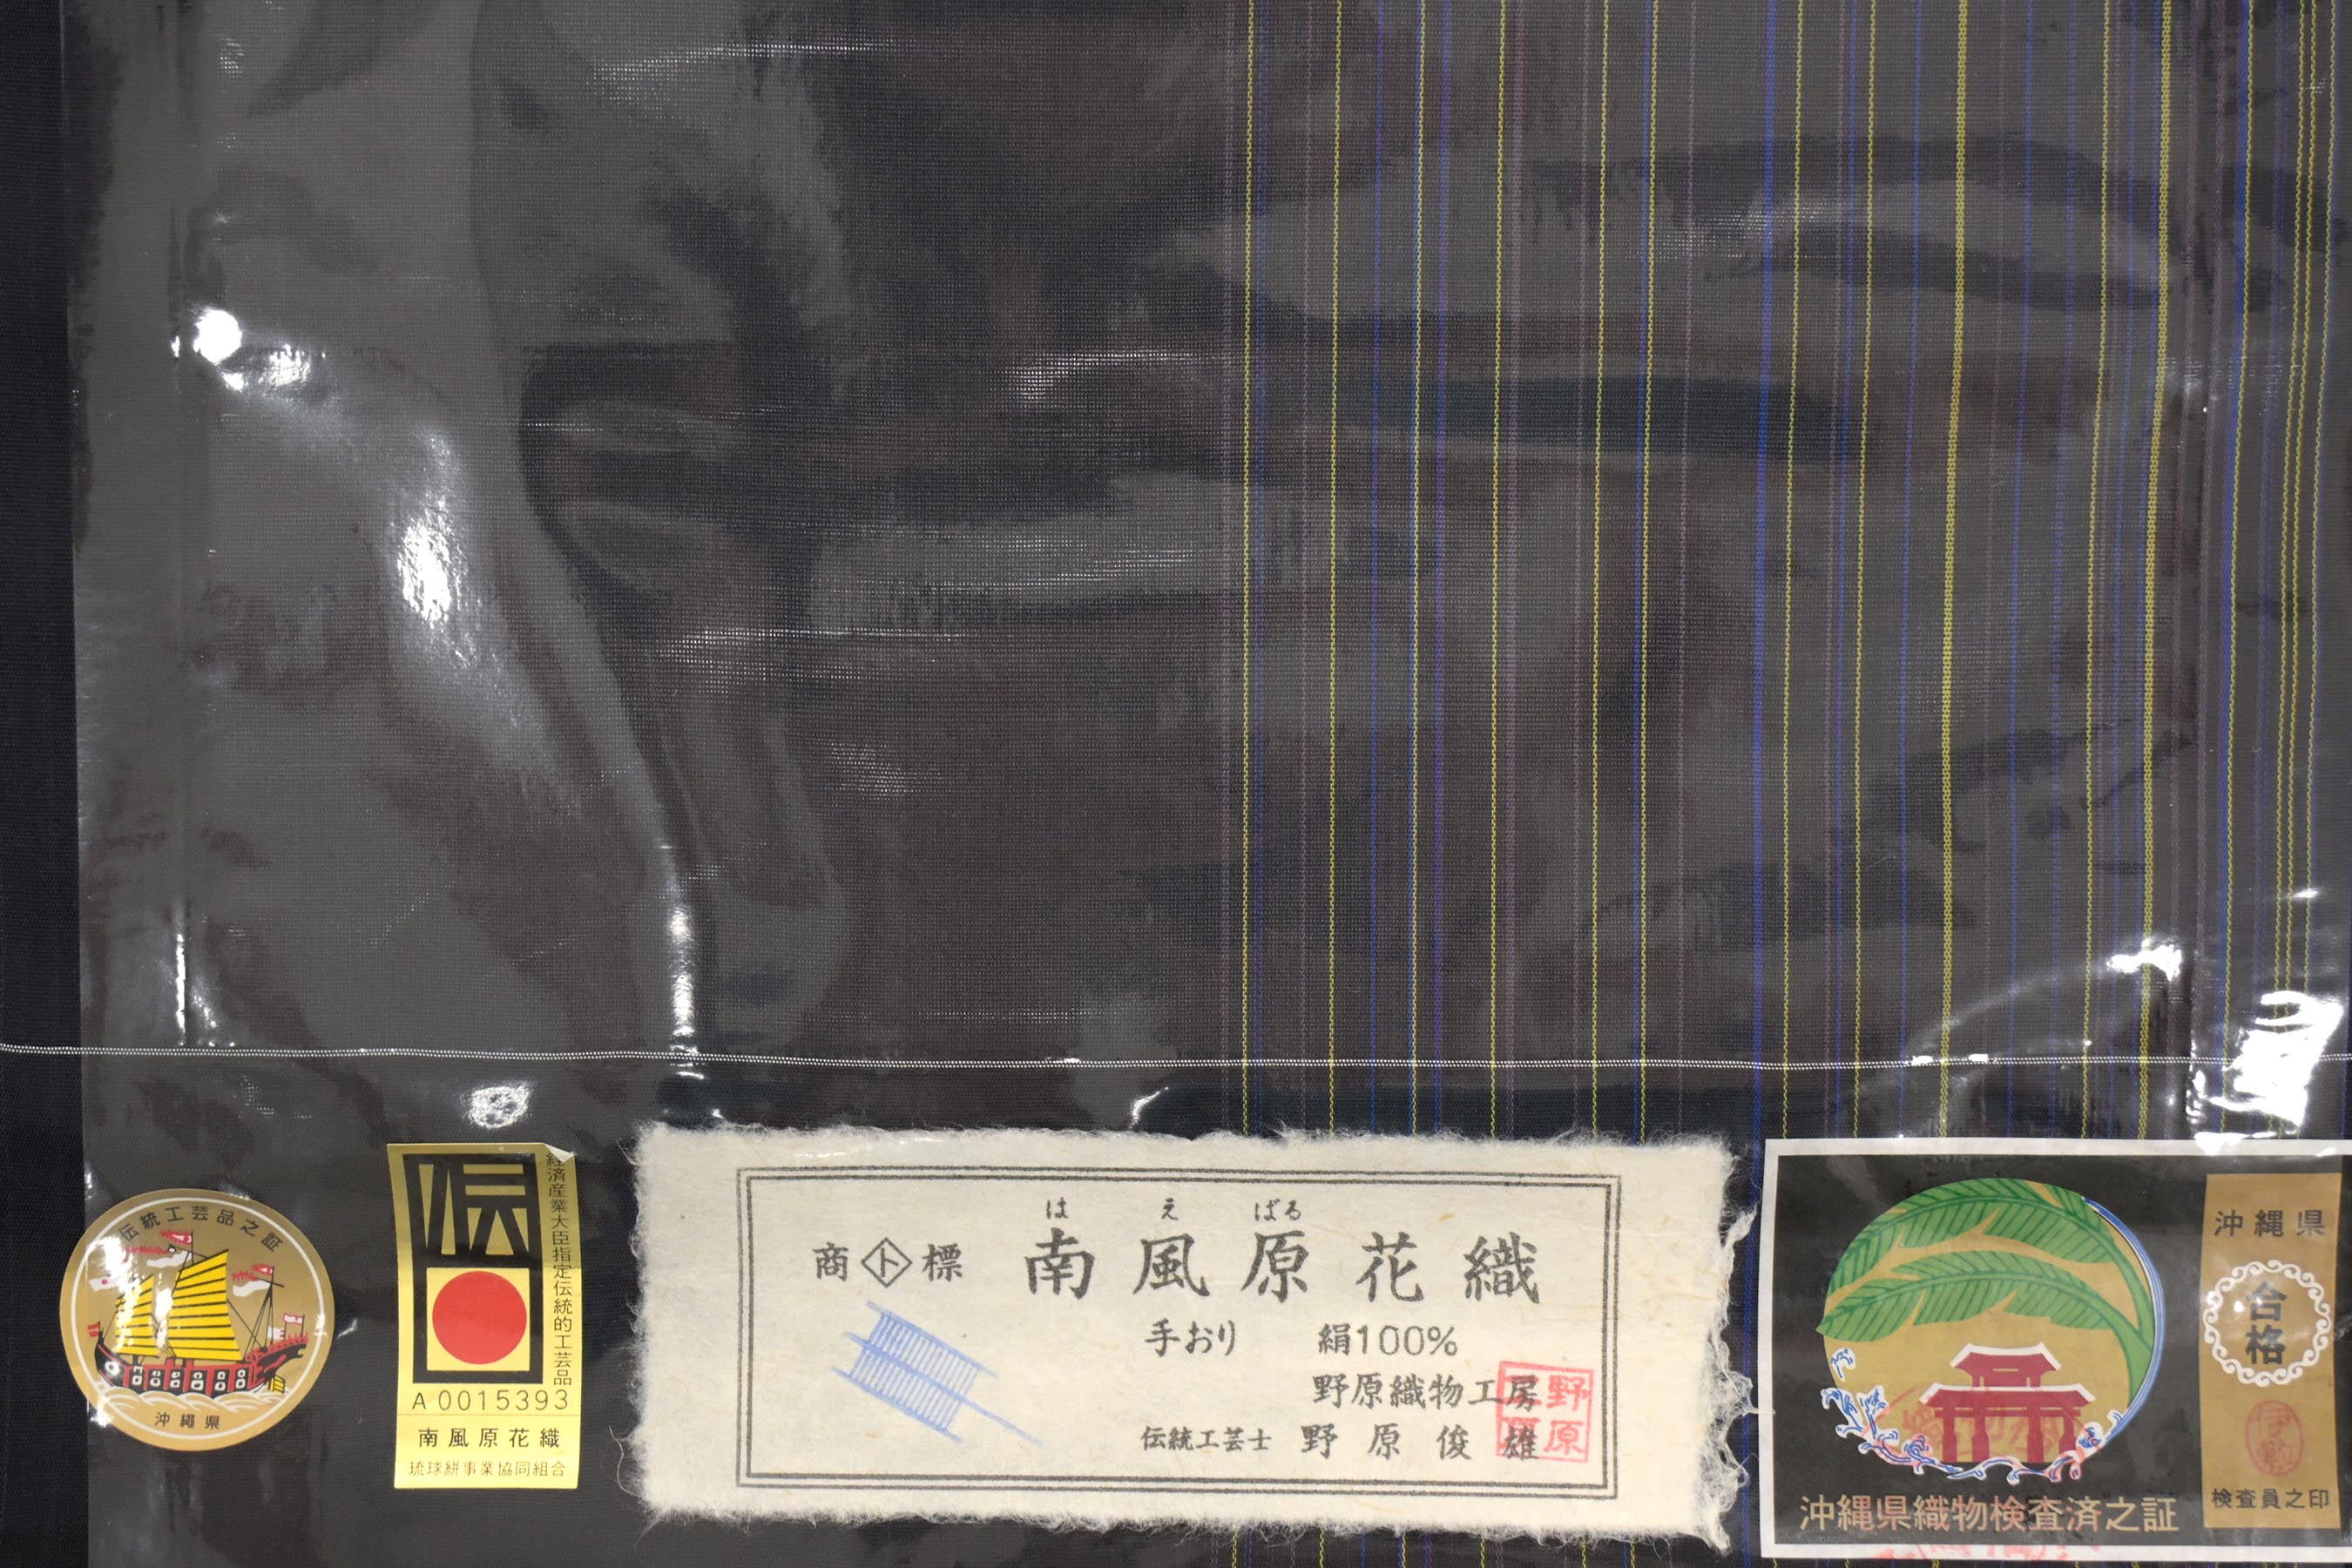 伝統工芸品之証
沖縄県
伝
経済産業大臣指定伝統的工芸品
A0015393
南風原花織
琉球絣事業協同組合
は え ばる
商 ト 標 南風原花織
手おり 絹100%
野原織物工房
伝統工芸士 野原俊雄
野原
沖縄県織物検査済之証
沖縄県
合格
検査員之印